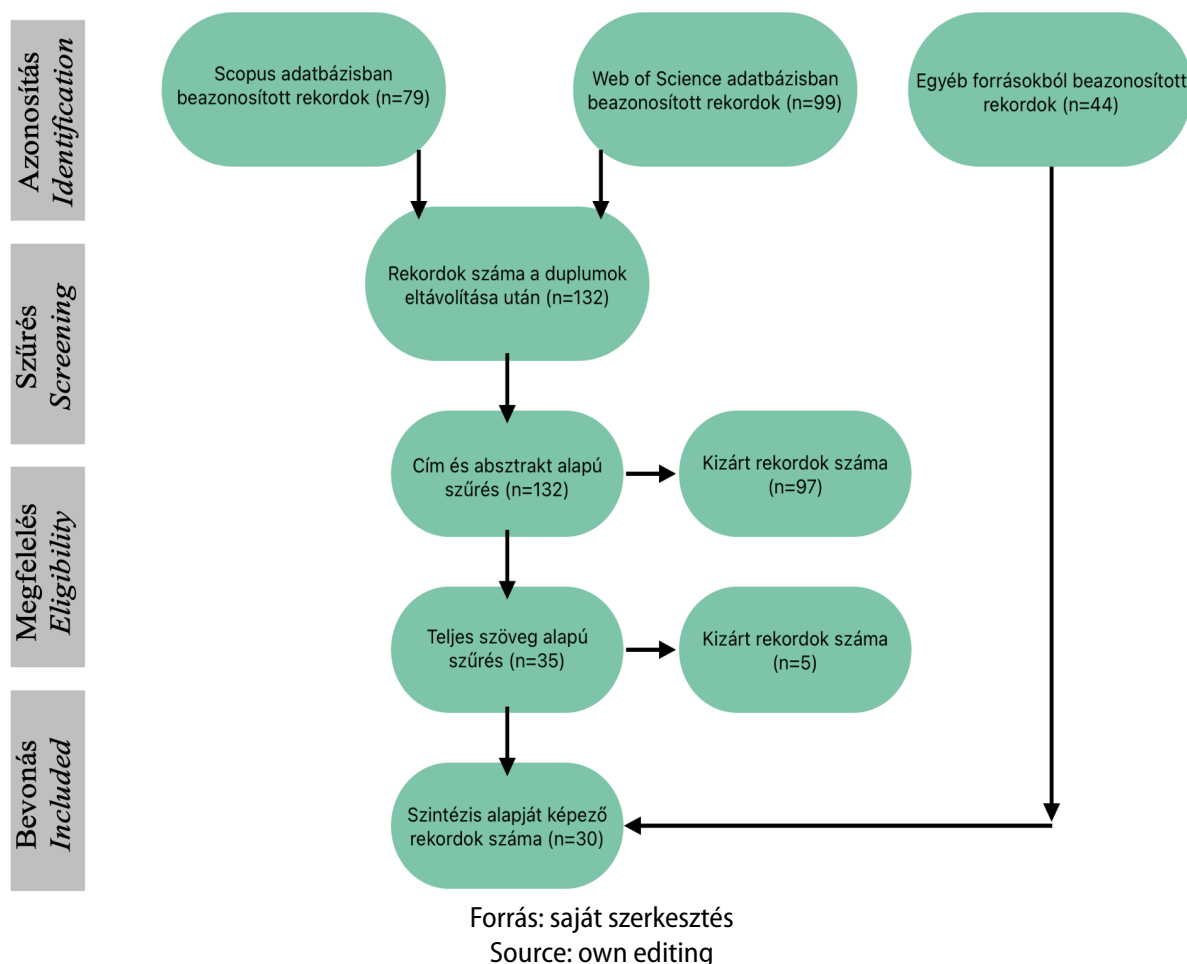 Azonosítás
Identification
Scopus adatbázisban
beazonosított rekordok (n=79)
Web of Science adatbázisban
beazonosított rekordok (n=99)
Egyéb forrásokból beazonosított
rekordok (n=44)
Szűrés
Screening
Rekordok száma a duplumok
eltávolítása után (n=132)
Cím és absztrakt alapú
szűrés (n=132)
Kizárt rekordok száma
(n=97)
Megfelelés
Eligibility
Teljes szöveg alapú
szűrés (n=35)
Kizárt rekordok száma
(n=5)
Bevonás
Included
Szintézis alapját képező
rekordok száma (n=30)
Forrás: saját szerkesztés
Source: own editing